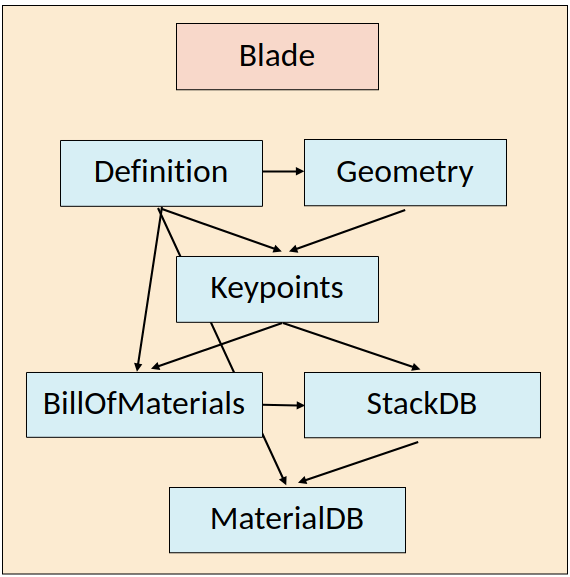 Blade
Definition
Geometry
Keypoints
BillOfMaterials
StackDB
MaterialDB